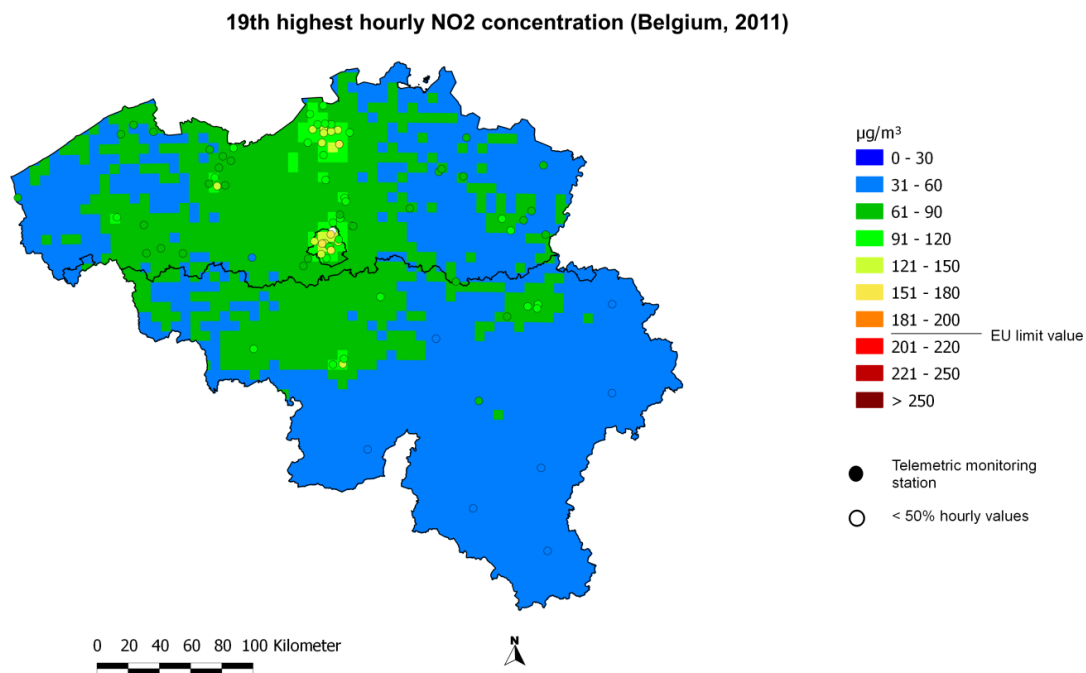 19th highest hourly NO2 concentration (Belgium, 2011)
µg/m³
0 - 30
31 - 60
61 - 90
91 - 120
121 - 150
151 - 180
181 - 200
EU limit value
201 - 220
221 - 250
> 250
Telemetric monitoring
station
< 50% hourly values
0 20 40 60 80 100 Kilometer
N